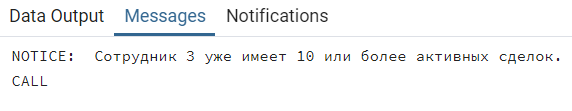 Data Output Messages Notifications
NOTICE:  Сотрудник 3 уже имеет 10 или более активных сделок.
CALL